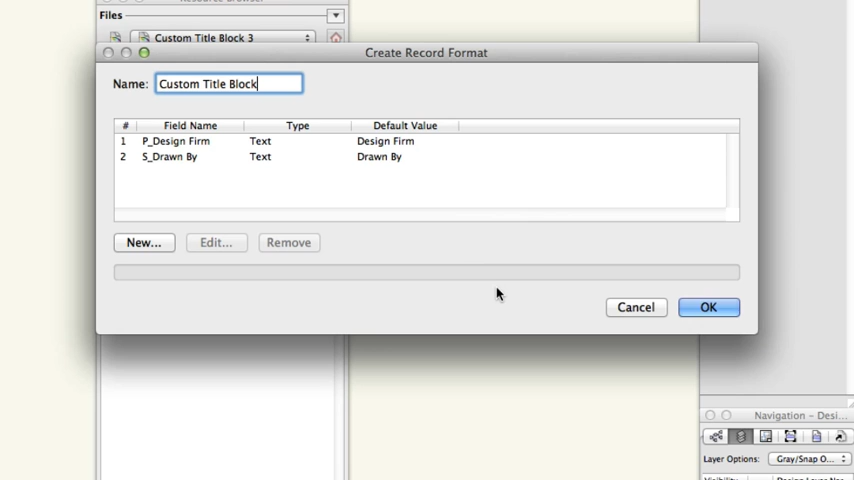 Resource Browser
Files
Custom Title Block 3
Create Record Format
Name: Custom Title Block
# Field Name Type Default Value
1 P_Design Firm Text Design Firm
2 S_Drawn By Text Drawn By
New... Edit... Remove
Cancel OK
Navigation - Desi...
Layer Options: Gray/Snap O...